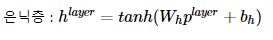 은닉층 : $h^{layer} = tanh(W_h p^{layer} + b_h)$